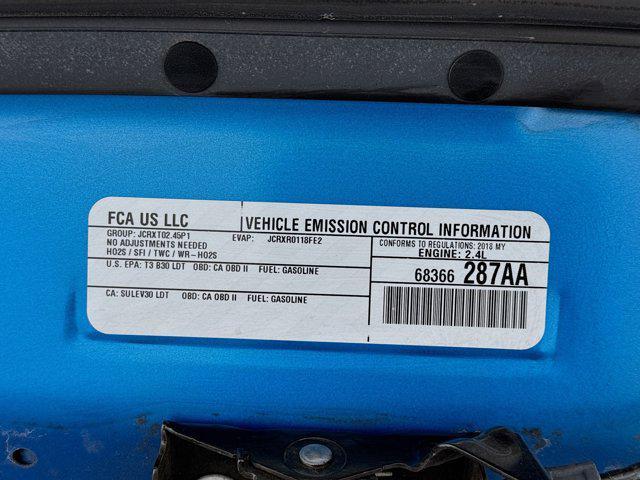 FCA US LLC
VEHICLE EMISSION CONTROL INFORMATION
GROUP: JCRXT02.45P1
EVAP: JCRXR0118FE2
NO ADJUSTMENTS NEEDED
HO2S / SFI / TWC / WR-HO2S
CONFORMS TO REGULATIONS: 2018 MY
ENGINE: 2.4L
U.S. EPA: T3 B30 LDT OBD: CA OBD II FUEL: GASOLINE
68366 287AA
CA: SULEV30 LDT OBD: CA OBD II FUEL: GASOLINE